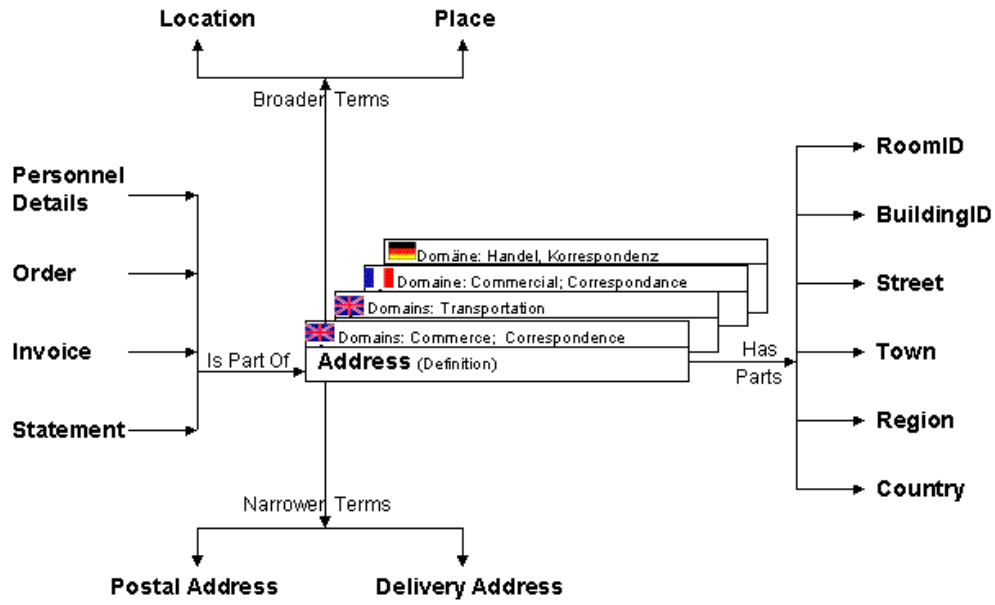 Location
Place
Broader Terms
Personnel
Details
Order
Invoice
Statement
Is Part Of
Domäne: Handel, Korrespondenz
Domaine: Commercial; Correspondance
Domains: Transportation
Domains: Commerce; Correspondence
Address (Definition)
Has
Parts
RoomID
BuildingID
Street
Town
Region
Country
Narrower Terms
Postal Address
Delivery Address